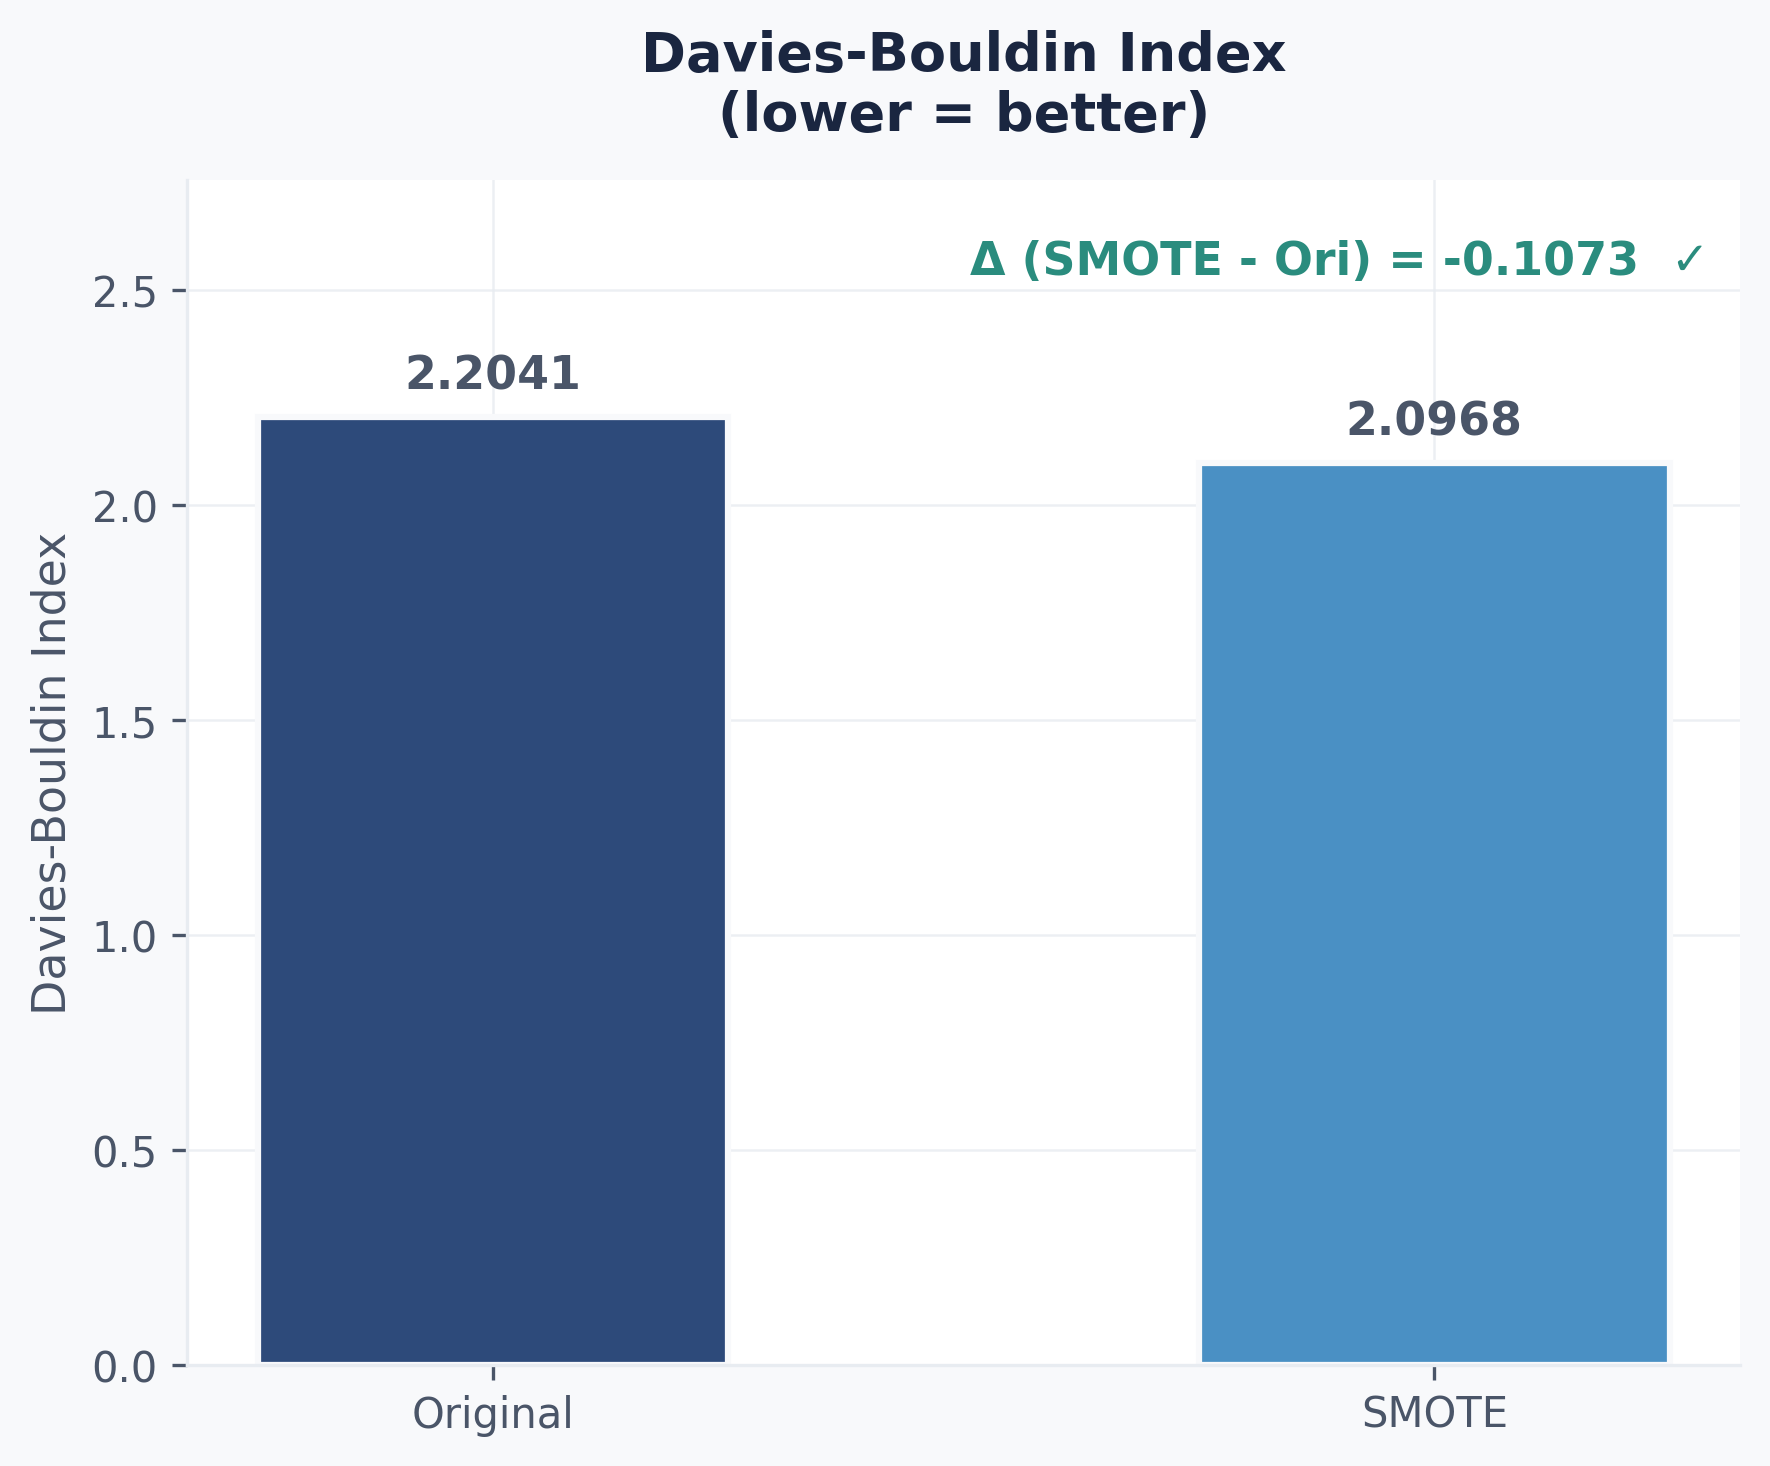 Davies-Bouldin Index
(lower = better)
Δ (SMOTE - Ori) = -0.1073 ✓
2.5
2.2041
2.0968
2.0
1.5
1.0
0.5
0.0
Davies-Bouldin Index
Original
SMOTE